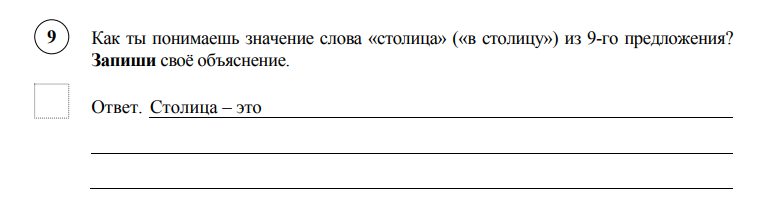 9 Как ты понимаешь значение слова «столица» («в столицу») из 9-го предложения?
Запиши своё объяснение.
Ответ. Столица – это